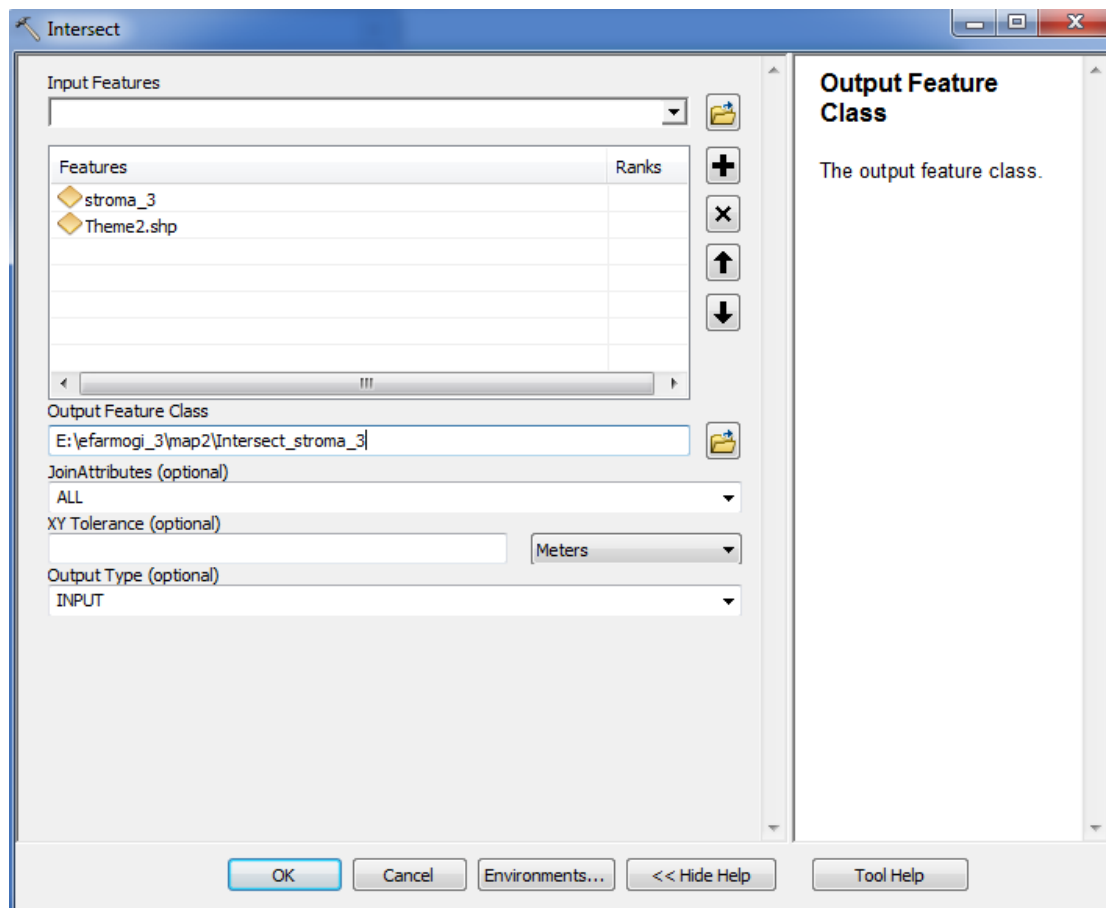 Intersect
Input Features
Features Ranks
stroma_3
Theme2.shp
Output Feature Class
E:\efarmogi_3\map2\Intersect_stroma_3
JoinAttributes (optional)
ALL
XY Tolerance (optional)
Meters
Output Type (optional)
INPUT
Output Feature
Class
The output feature class.
OK Cancel Environments... << Hide Help Tool Help